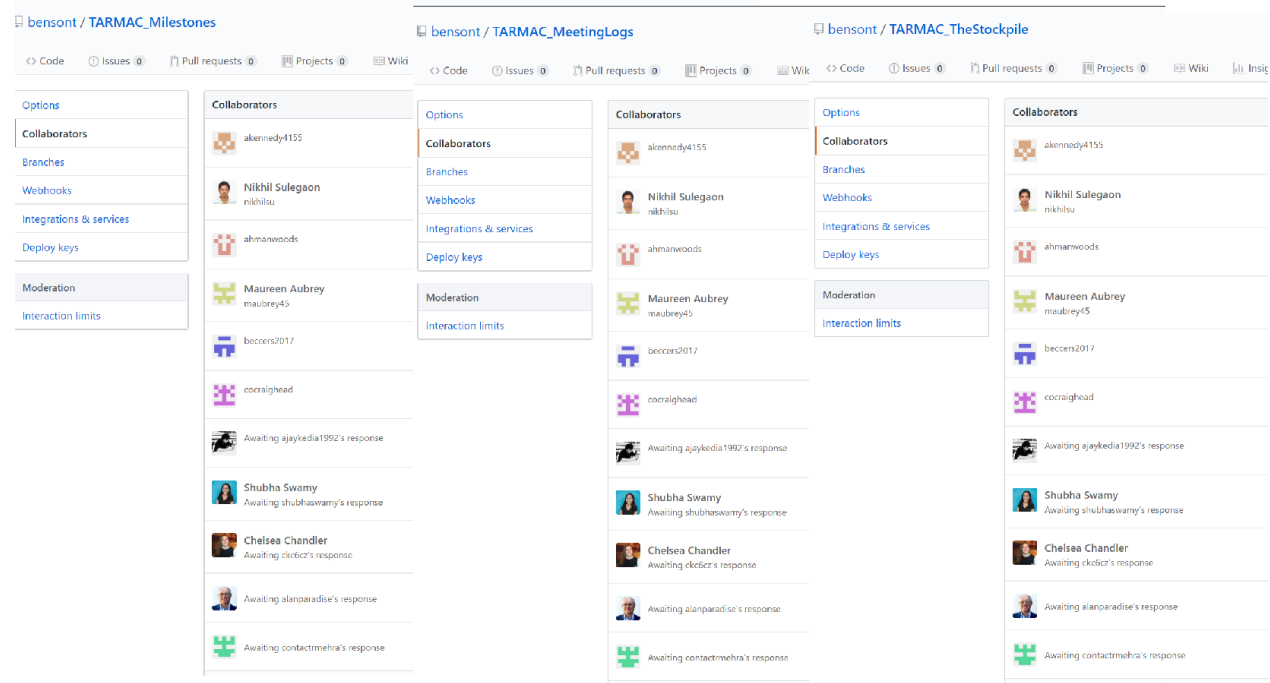 bensont / TARMAC_Milestones
Code Issues 0 Pull requests 0 Projects 0 Wiki
Options
Collaborators
Branches
Webhooks
Integrations & services
Deploy keys
Moderation
Interaction limits
Collaborators
akennedy4155
Nikhil Sulegaon
nikhilsu
ahmanwoods
Maureen Aubrey
maubrey45
beccers2017
cocraighead
Awaiting ajaykedia1992's response
Shubha Swamy
Awaiting shubhaswamy's response
Chelsea Chandler
Awaiting ckc6cz's response
Awaiting alanparadise's response
Awaiting contactrmehra's response
bensont / TARMAC_MeetingLogs
Code Issues 0 Pull requests 0 Projects 0 Wik
Options
Collaborators
Branches
Webhooks
Integrations & services
Deploy keys
Moderation
Interaction limits
Collaborators
akennedy4155
Nikhil Sulegaon
nikhilsu
ahmanwoods
Maureen Aubrey
maubrey45
beccers2017
cocraighead
Awaiting ajaykedia1992's response
Shubha Swamy
Awaiting shubhaswamy's response
Chelsea Chandler
Awaiting ckc6cz's response
Awaiting alanparadise's response
Awaiting contactrmehra's response
bensont / TARMAC_TheStockpile
Code Issues 0 Pull requests 0 Projects 0 Wiki Insig
Options
Collaborators
Branches
Webhooks
Integrations & services
Deploy keys
Moderation
Interaction limits
Collaborators
akennedy4155
Nikhil Sulegaon
nikhilsu
ahmanwoods
Maureen Aubrey
maubrey45
beccers2017
cocraighead
Awaiting ajaykedia1992's response
Shubha Swamy
Awaiting shubhaswamy's response
Chelsea Chandler
Awaiting ckc6cz's response
Awaiting alanparadise's response
Awaiting contactrmehra's response